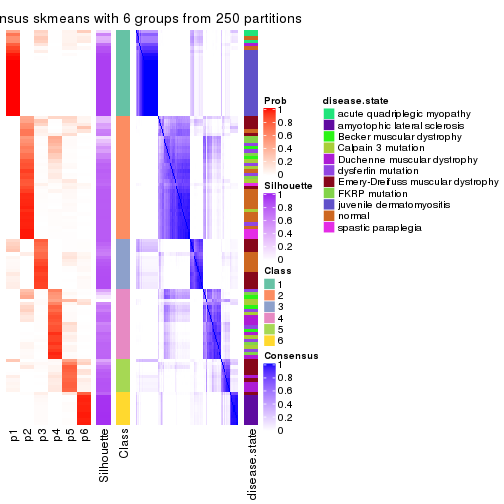 nsus skmeans with 6 groups from 250 partitions
p1
p2
p3
p4
p5
p6
Silhouette
Class
disease.state
Prob
1
0.8
0.6
0.4
0.2
0
Silhouette
1
0.8
0.6
0.4
0.2
0
Class
1
2
3
4
5
6
Consensus
1
0.8
0.6
0.4
0.2
0
disease.state
acute quadriplegic myopathy
amyotophic lateral sclerosis
Becker muscular dystrophy
Calpain 3 mutation
Duchenne muscular dystrophy
dysferlin mutation
Emery-Dreifuss muscular dystrophy
FKRP mutation
juvenile dermatomyositis
normal
spastic paraplegia